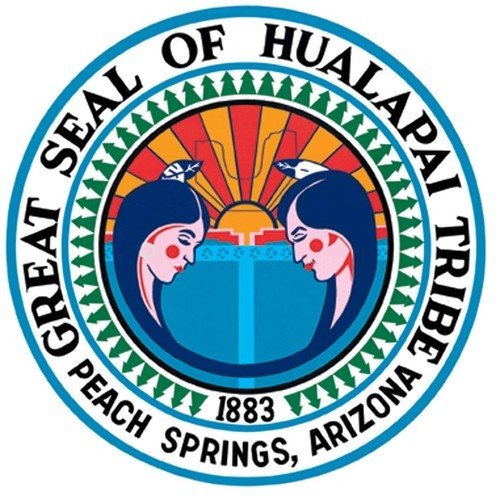 GREAT SEAL OF HUALAPAI TRIBE
1883
PEACH SPRINGS, ARIZONA